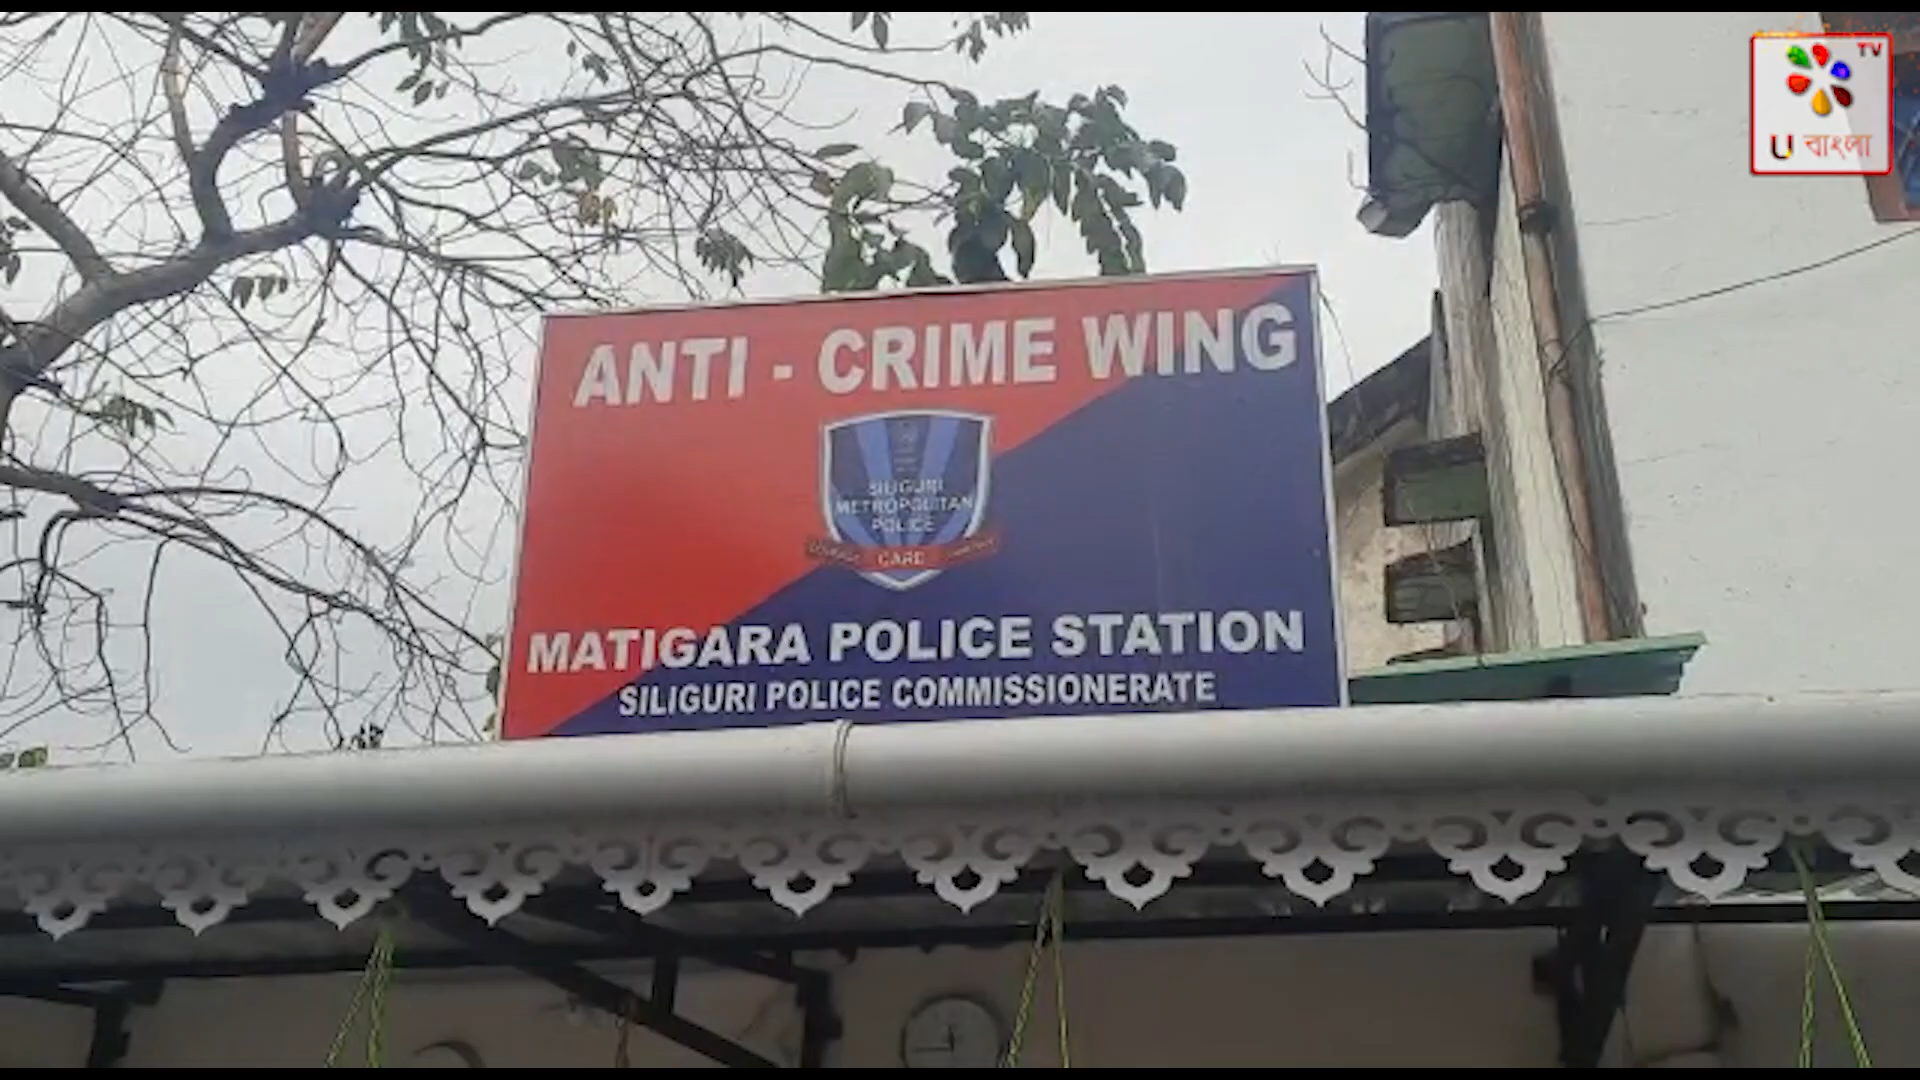 TV
U বাংলা
ANTI - CRIME WING
SILIGURI
METROPOLITAN
POLICE
CARE
MATIGARA POLICE STATION
SILIGURI POLICE COMMISSIONERATE